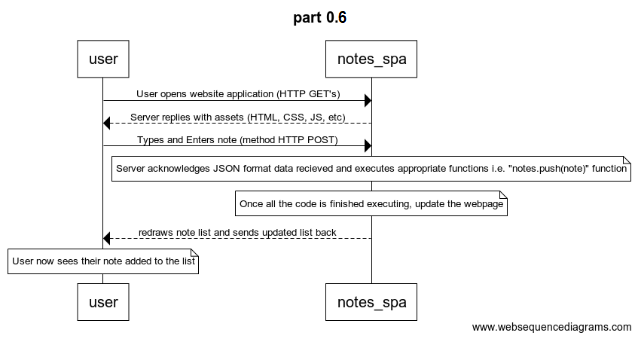 part 0.6
user notes_spa
User opens website application (HTTP GET's)
Server replies with assets (HTML, CSS, JS, etc)
Types and Enters note (method HTTP POST)
Server acknowledges JSON format data recieved and executes appropriate functions i.e. "notes.push(note)" function
Once all the code is finished executing, update the webpage
redraws note list and sends updated list back
User now sees their note added to the list
user notes_spa
www.websequencediagrams.com